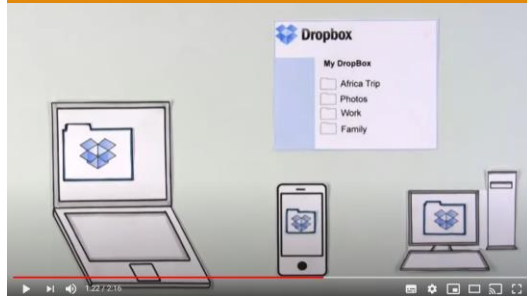 Dropbox
My DropBox
Africa Trip
Photos
Work
Family
1:22 / 2:16